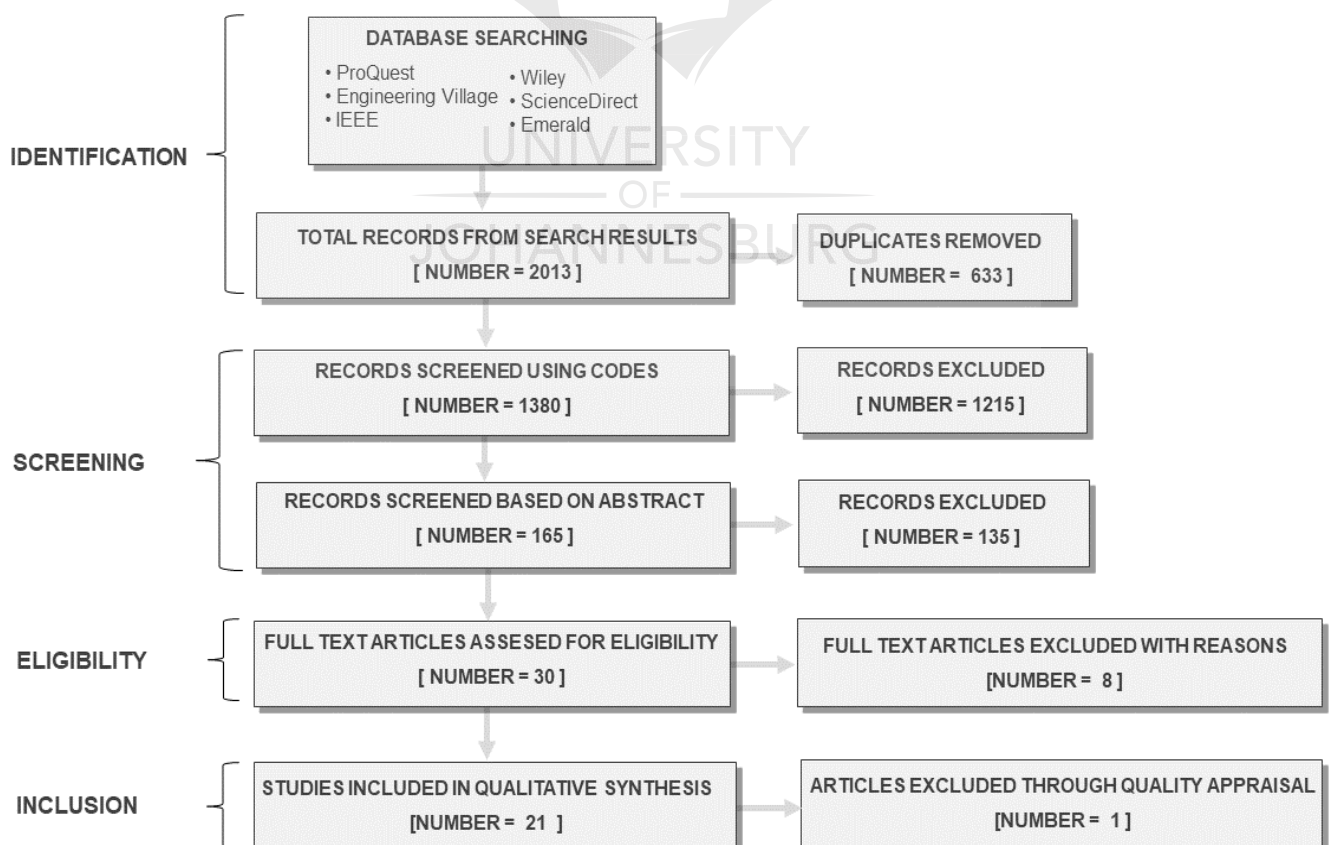 DATABASE SEARCHING
• ProQuest
• Engineering Village
• IEEE
• Wiley
• ScienceDirect
• Emerald
IDENTIFICATION
UNIVERSITY
OF
JOHANNESBURG
TOTAL RECORDS FROM SEARCH RESULTS
[ NUMBER = 2013 ]
DUPLICATES REMOVED
[ NUMBER = 633 ]
SCREENING
RECORDS SCREENED USING CODES
[ NUMBER = 1380 ]
RECORDS EXCLUDED
[ NUMBER = 1215 ]
RECORDS SCREENED BASED ON ABSTRACT
[ NUMBER = 165 ]
RECORDS EXCLUDED
[ NUMBER = 135 ]
ELIGIBILITY
FULL TEXT ARTICLES ASSESED FOR ELIGIBILITY
[ NUMBER = 30 ]
FULL TEXT ARTICLES EXCLUDED WITH REASONS
[NUMBER = 8 ]
INCLUSION
STUDIES INCLUDED IN QUALITATIVE SYNTHESIS
[NUMBER = 21 ]
ARTICLES EXCLUDED THROUGH QUALITY APPRAISAL
[NUMBER = 1 ]